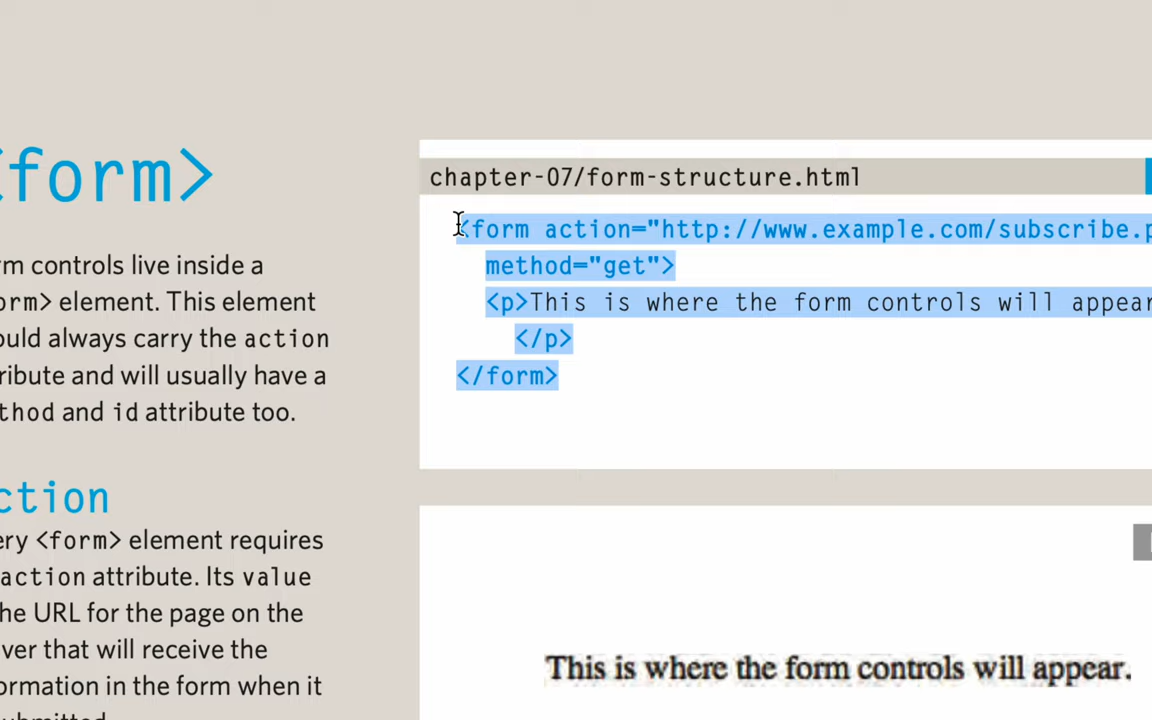 <form>
rm controls live inside a
orm> element. This element
ould always carry the action
ribute and will usually have a
thod and id attribute too.
ction
ery <form> element requires
action attribute. Its value
he URL for the page on the
ver that will receive the
ormation in the form when it
submitted.
chapter-07/form-structure.html
<form action="http://www.example.com/subscribe.p
method="get">
<p>This is where the form controls will appear
</p>
</form>
This is where the form controls will appear.